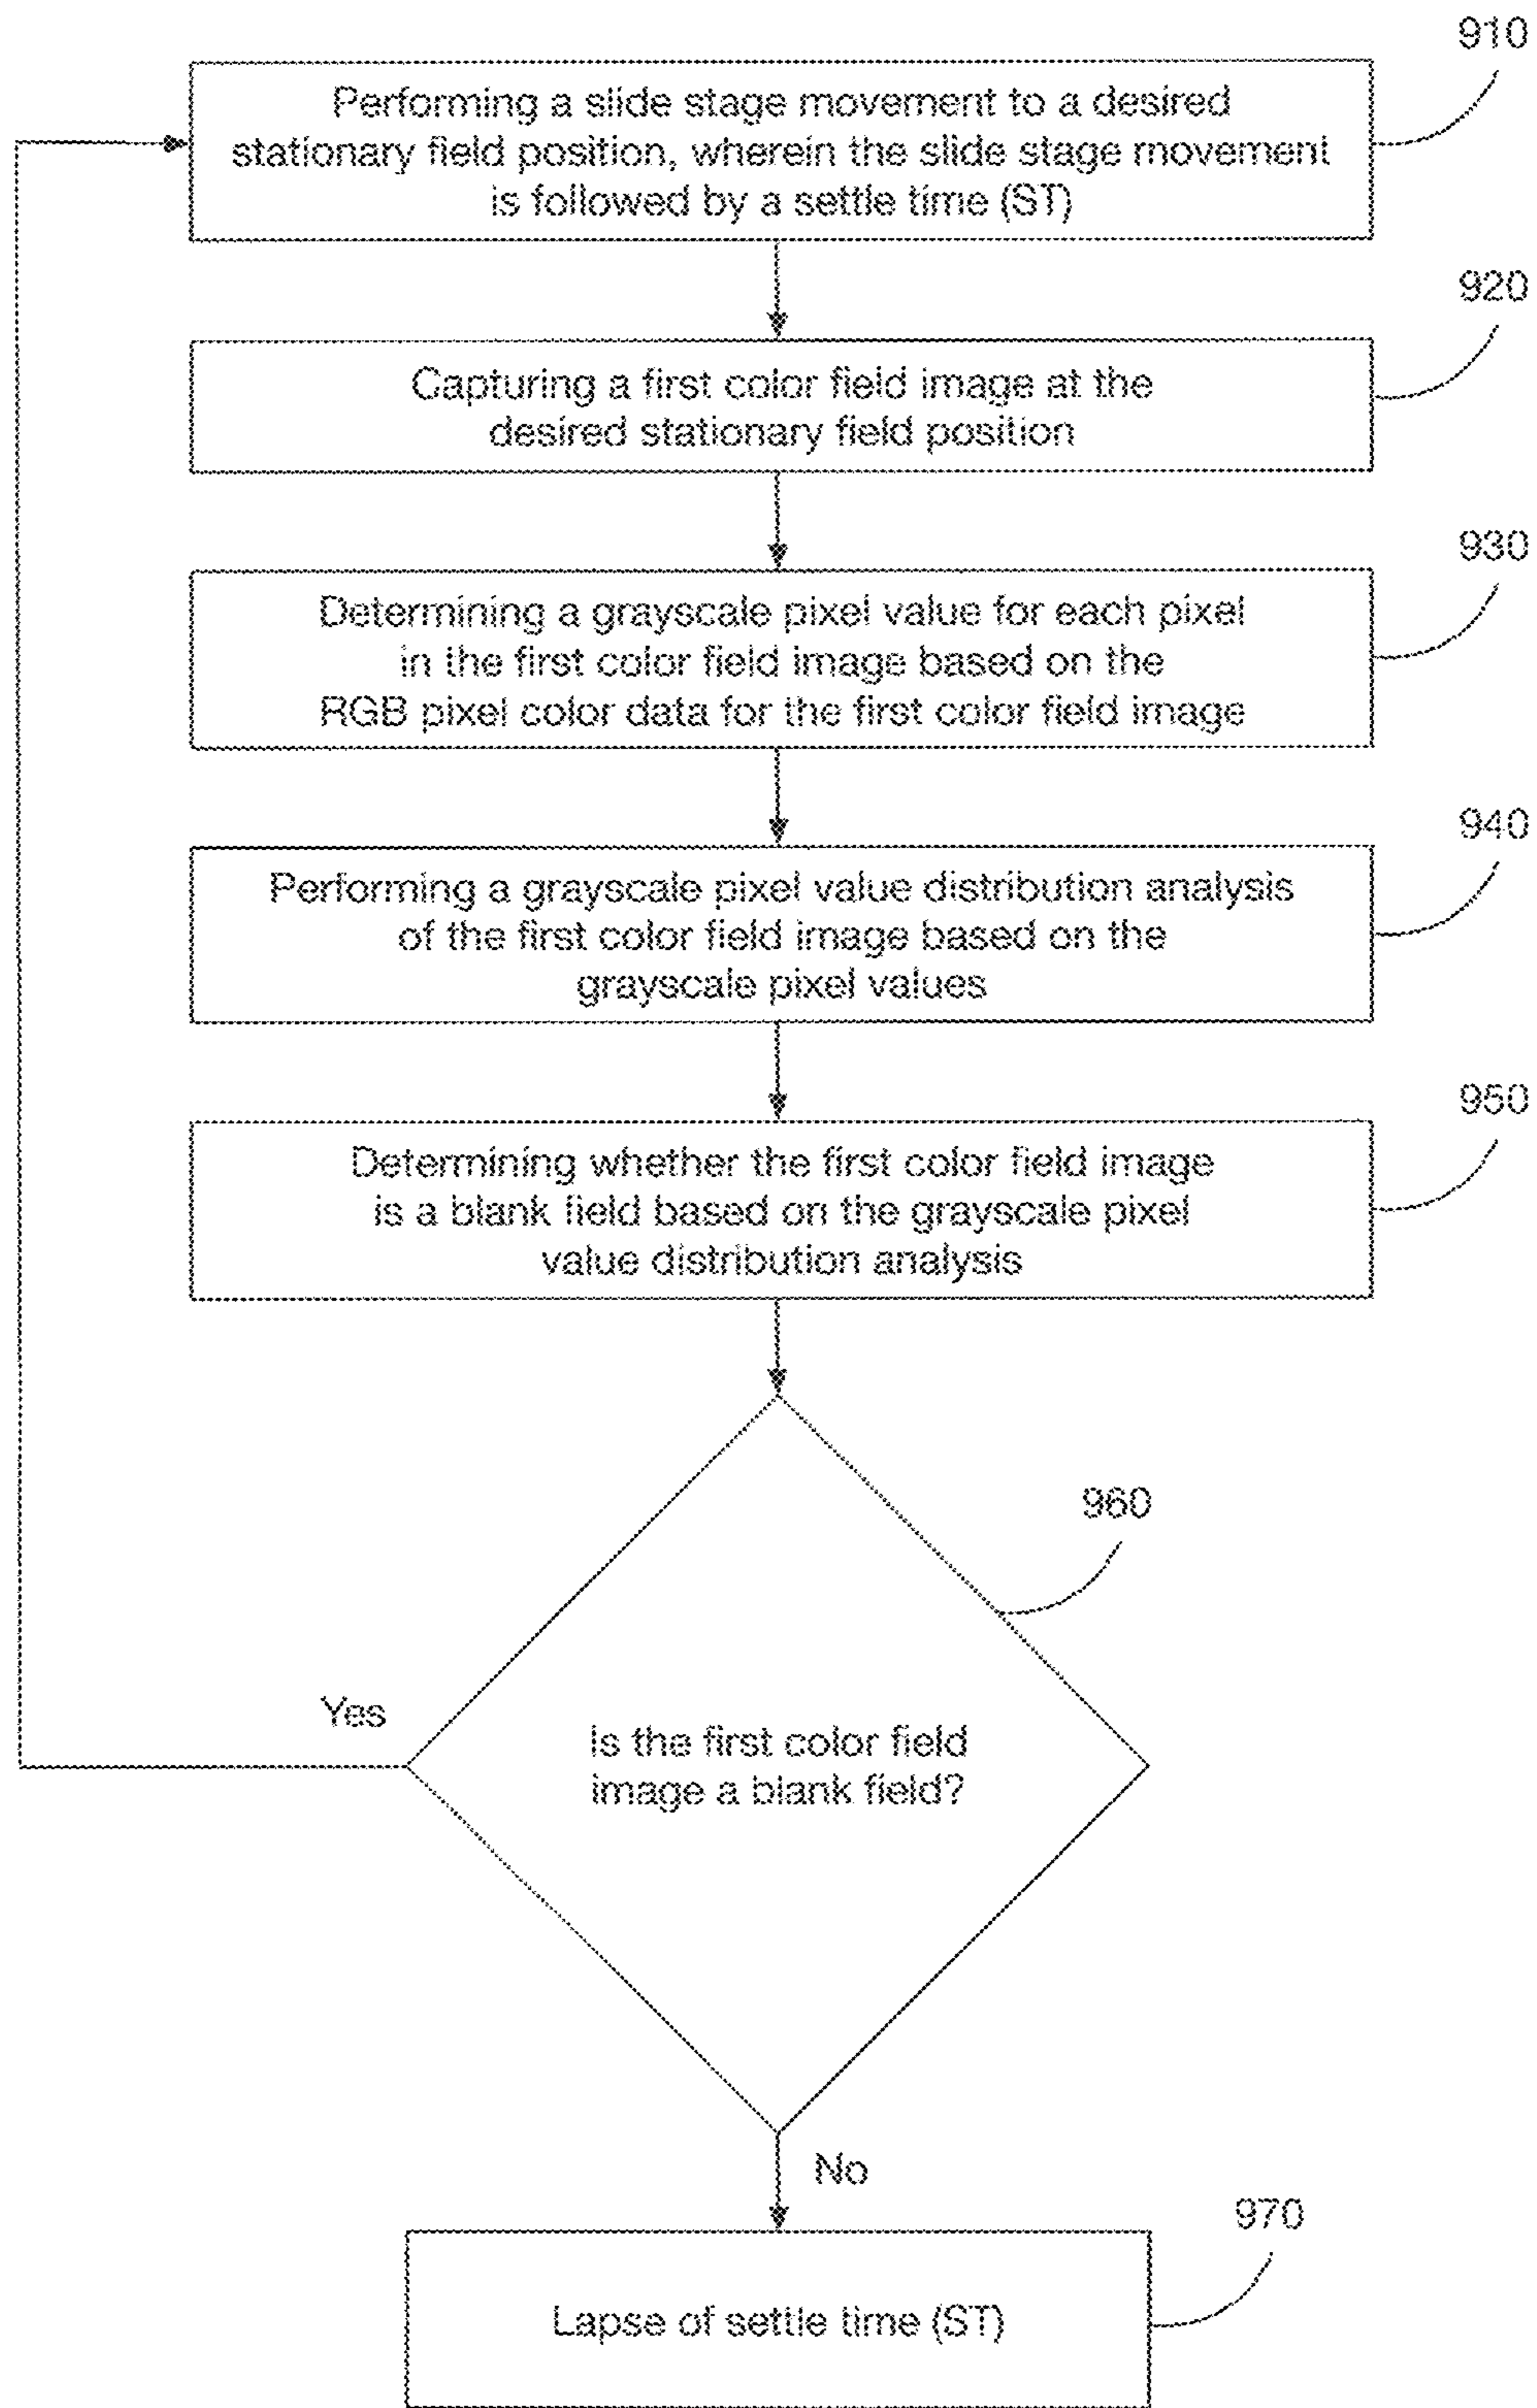 910
Performing a slide stage movement to a desired
stationary field position, wherein the slide stage movement
is followed by a settle time (ST)
920
Capturing a first color field image at the
desired stationary field position
930
Determining a grayscale pixel value for each pixel
in the first color field image based on the
RGB pixel color data for the first color field image
940
Performing a grayscale pixel value distribution analysis
of the first color field image based on the
grayscale pixel values
950
Determining whether the first color field image
is a blank field based on the grayscale pixel
value distribution analysis
960
Yes
Is the first color field
image a blank field?
No
970
Lapse of settle time (ST)